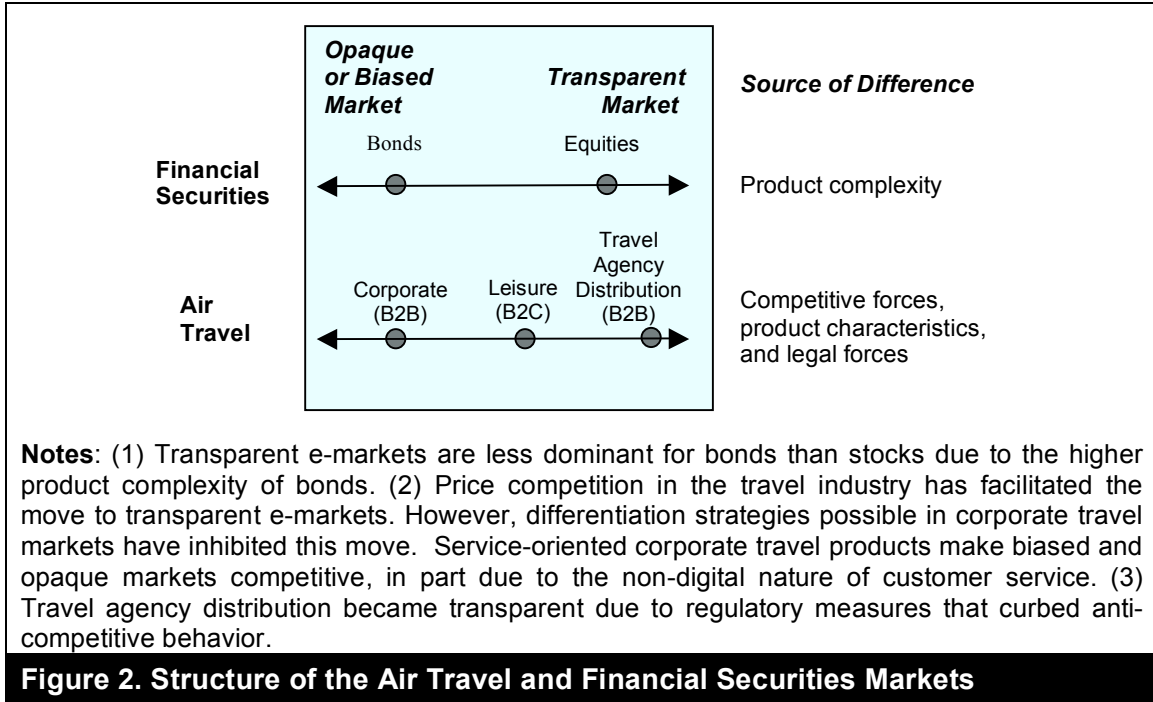 Opaque
or Biased
Market
Transparent
Market
Source of Difference
Bonds
Equities
Financial
Securities
Product complexity
Travel
Agency
Distribution
(B2B)
Corporate
(B2B)
Leisure
(B2C)
Air
Travel
Competitive forces,
product characteristics,
and legal forces
Notes: (1) Transparent e-markets are less dominant for bonds than stocks due to the higher
product complexity of bonds. (2) Price competition in the travel industry has facilitated the
move to transparent e-markets. However, differentiation strategies possible in corporate travel
markets have inhibited this move. Service-oriented corporate travel products make biased and
opaque markets competitive, in part due to the non-digital nature of customer service. (3)
Travel agency distribution became transparent due to regulatory measures that curbed anti-
competitive behavior.
Figure 2. Structure of the Air Travel and Financial Securities Markets